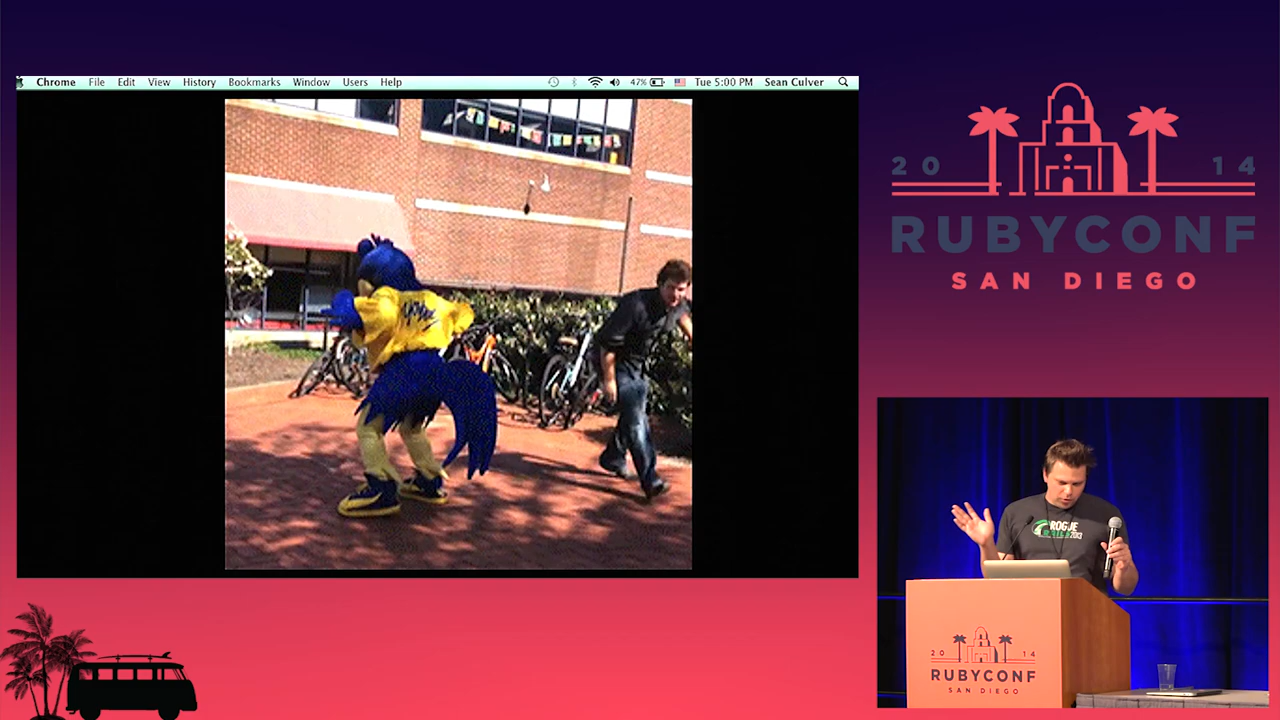 Chrome File Edit View History Bookmarks Window Users Help 47% Tue 5:00 PM Sean Culver
20 14
RUBYCONF
SAN DIEGO
ROGUE
20 14
RUBYCONF
SAN DIEGO